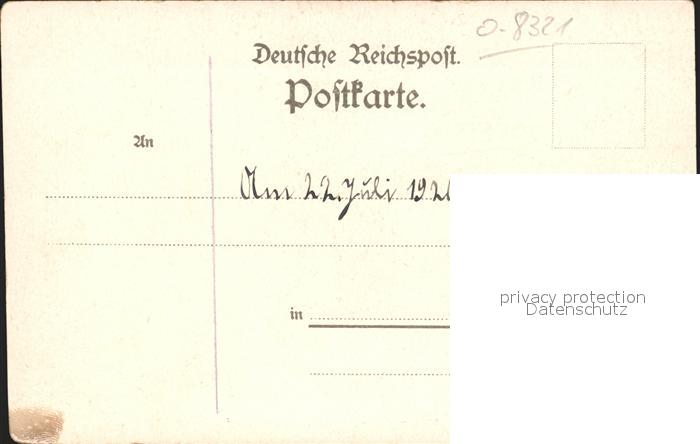 O-8321
Deutsche Reichspost.
Postkarte.
An
Am 22. Juli 192
in
privacy protection
Datenschutz